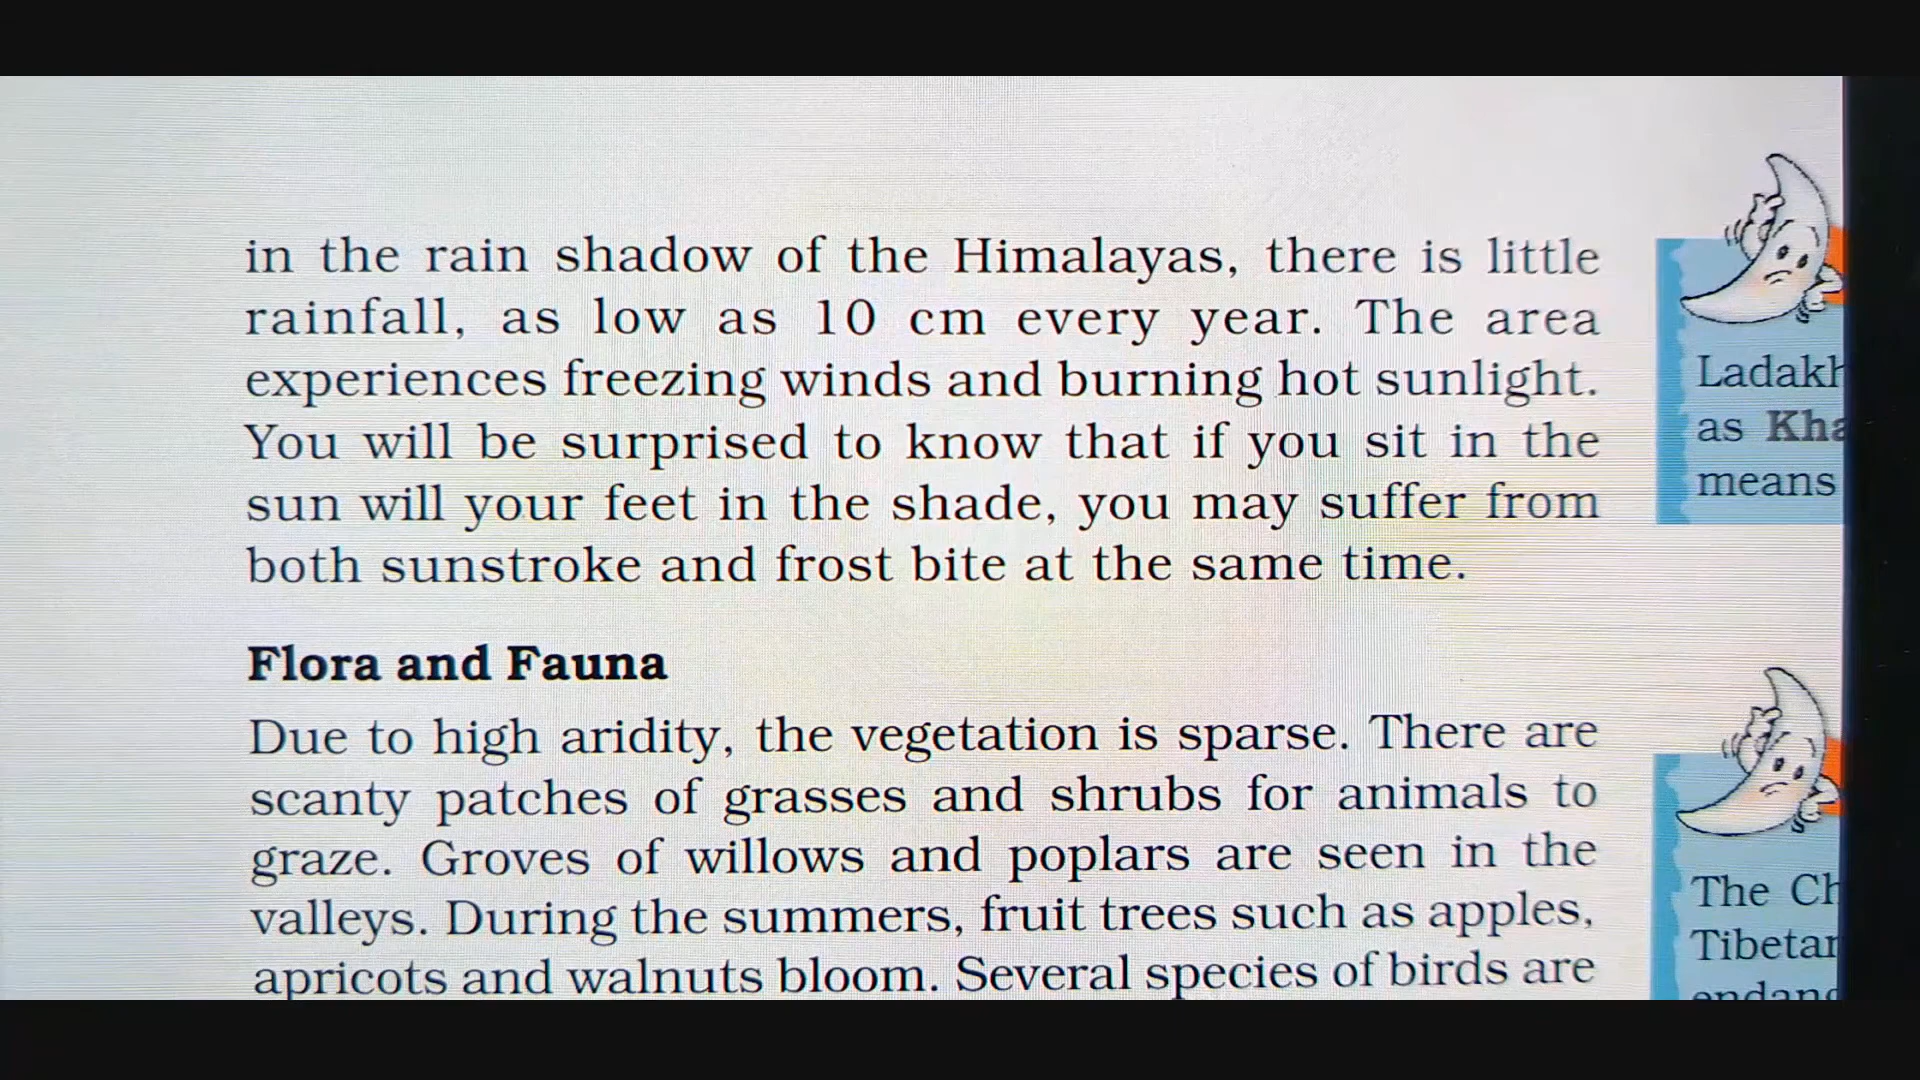 in the rain shadow of the Himalayas, there is little
rainfall, as low as 10 cm every year. The area
experiences freezing winds and burning hot sunlight.
You will be surprised to know that if you sit in the
sun will your feet in the shade, you may suffer from
both sunstroke and frost bite at the same time.
Flora and Fauna
Due to high aridity, the vegetation is sparse. There are
scanty patches of grasses and shrubs for animals to
graze. Groves of willows and poplars are seen in the
valleys. During the summers, fruit trees such as apples,
apricots and walnuts bloom. Several species of birds are
Ladakh
as Kha
means
The Ch
Tibetan